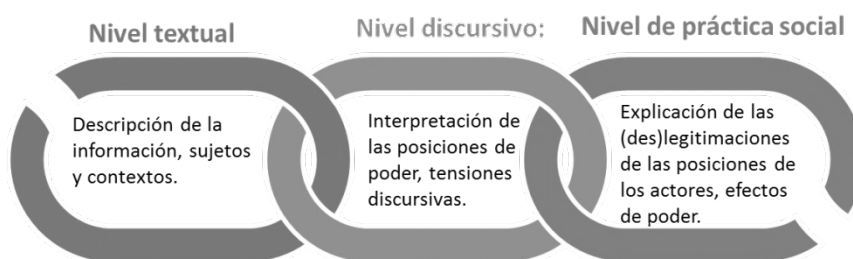 Nivel textual
Descripción de la
información, sujetos
y contextos.
Nivel discursivo:
Interpretación de
las posiciones de
poder, tensiones
discursivas.
Nivel de práctica social
Explicación de las
(des)legitimaciones
de las posiciones de
los actores, efectos
de poder.